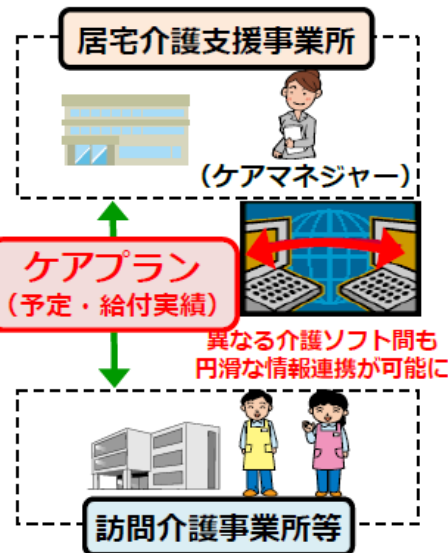 居宅介護支援事業所
（ケアマネジャー）
ケアプラン
（予定・給付実績）
異なる介護ソフト間も
円滑な情報連携が可能に
訪問介護事業所等